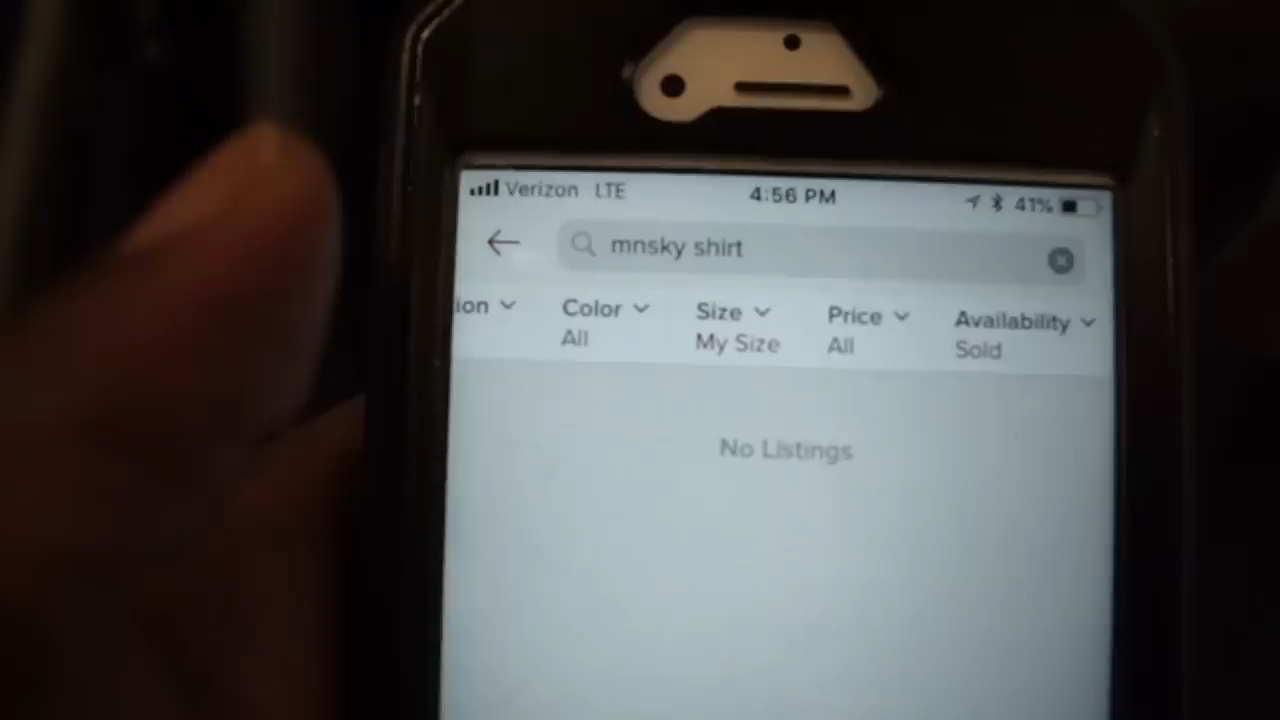 Verizon LTE 4:56 PM 41%
mnsky shirt
ion Color Size Price Availability
All My Size All Sold
No Listings